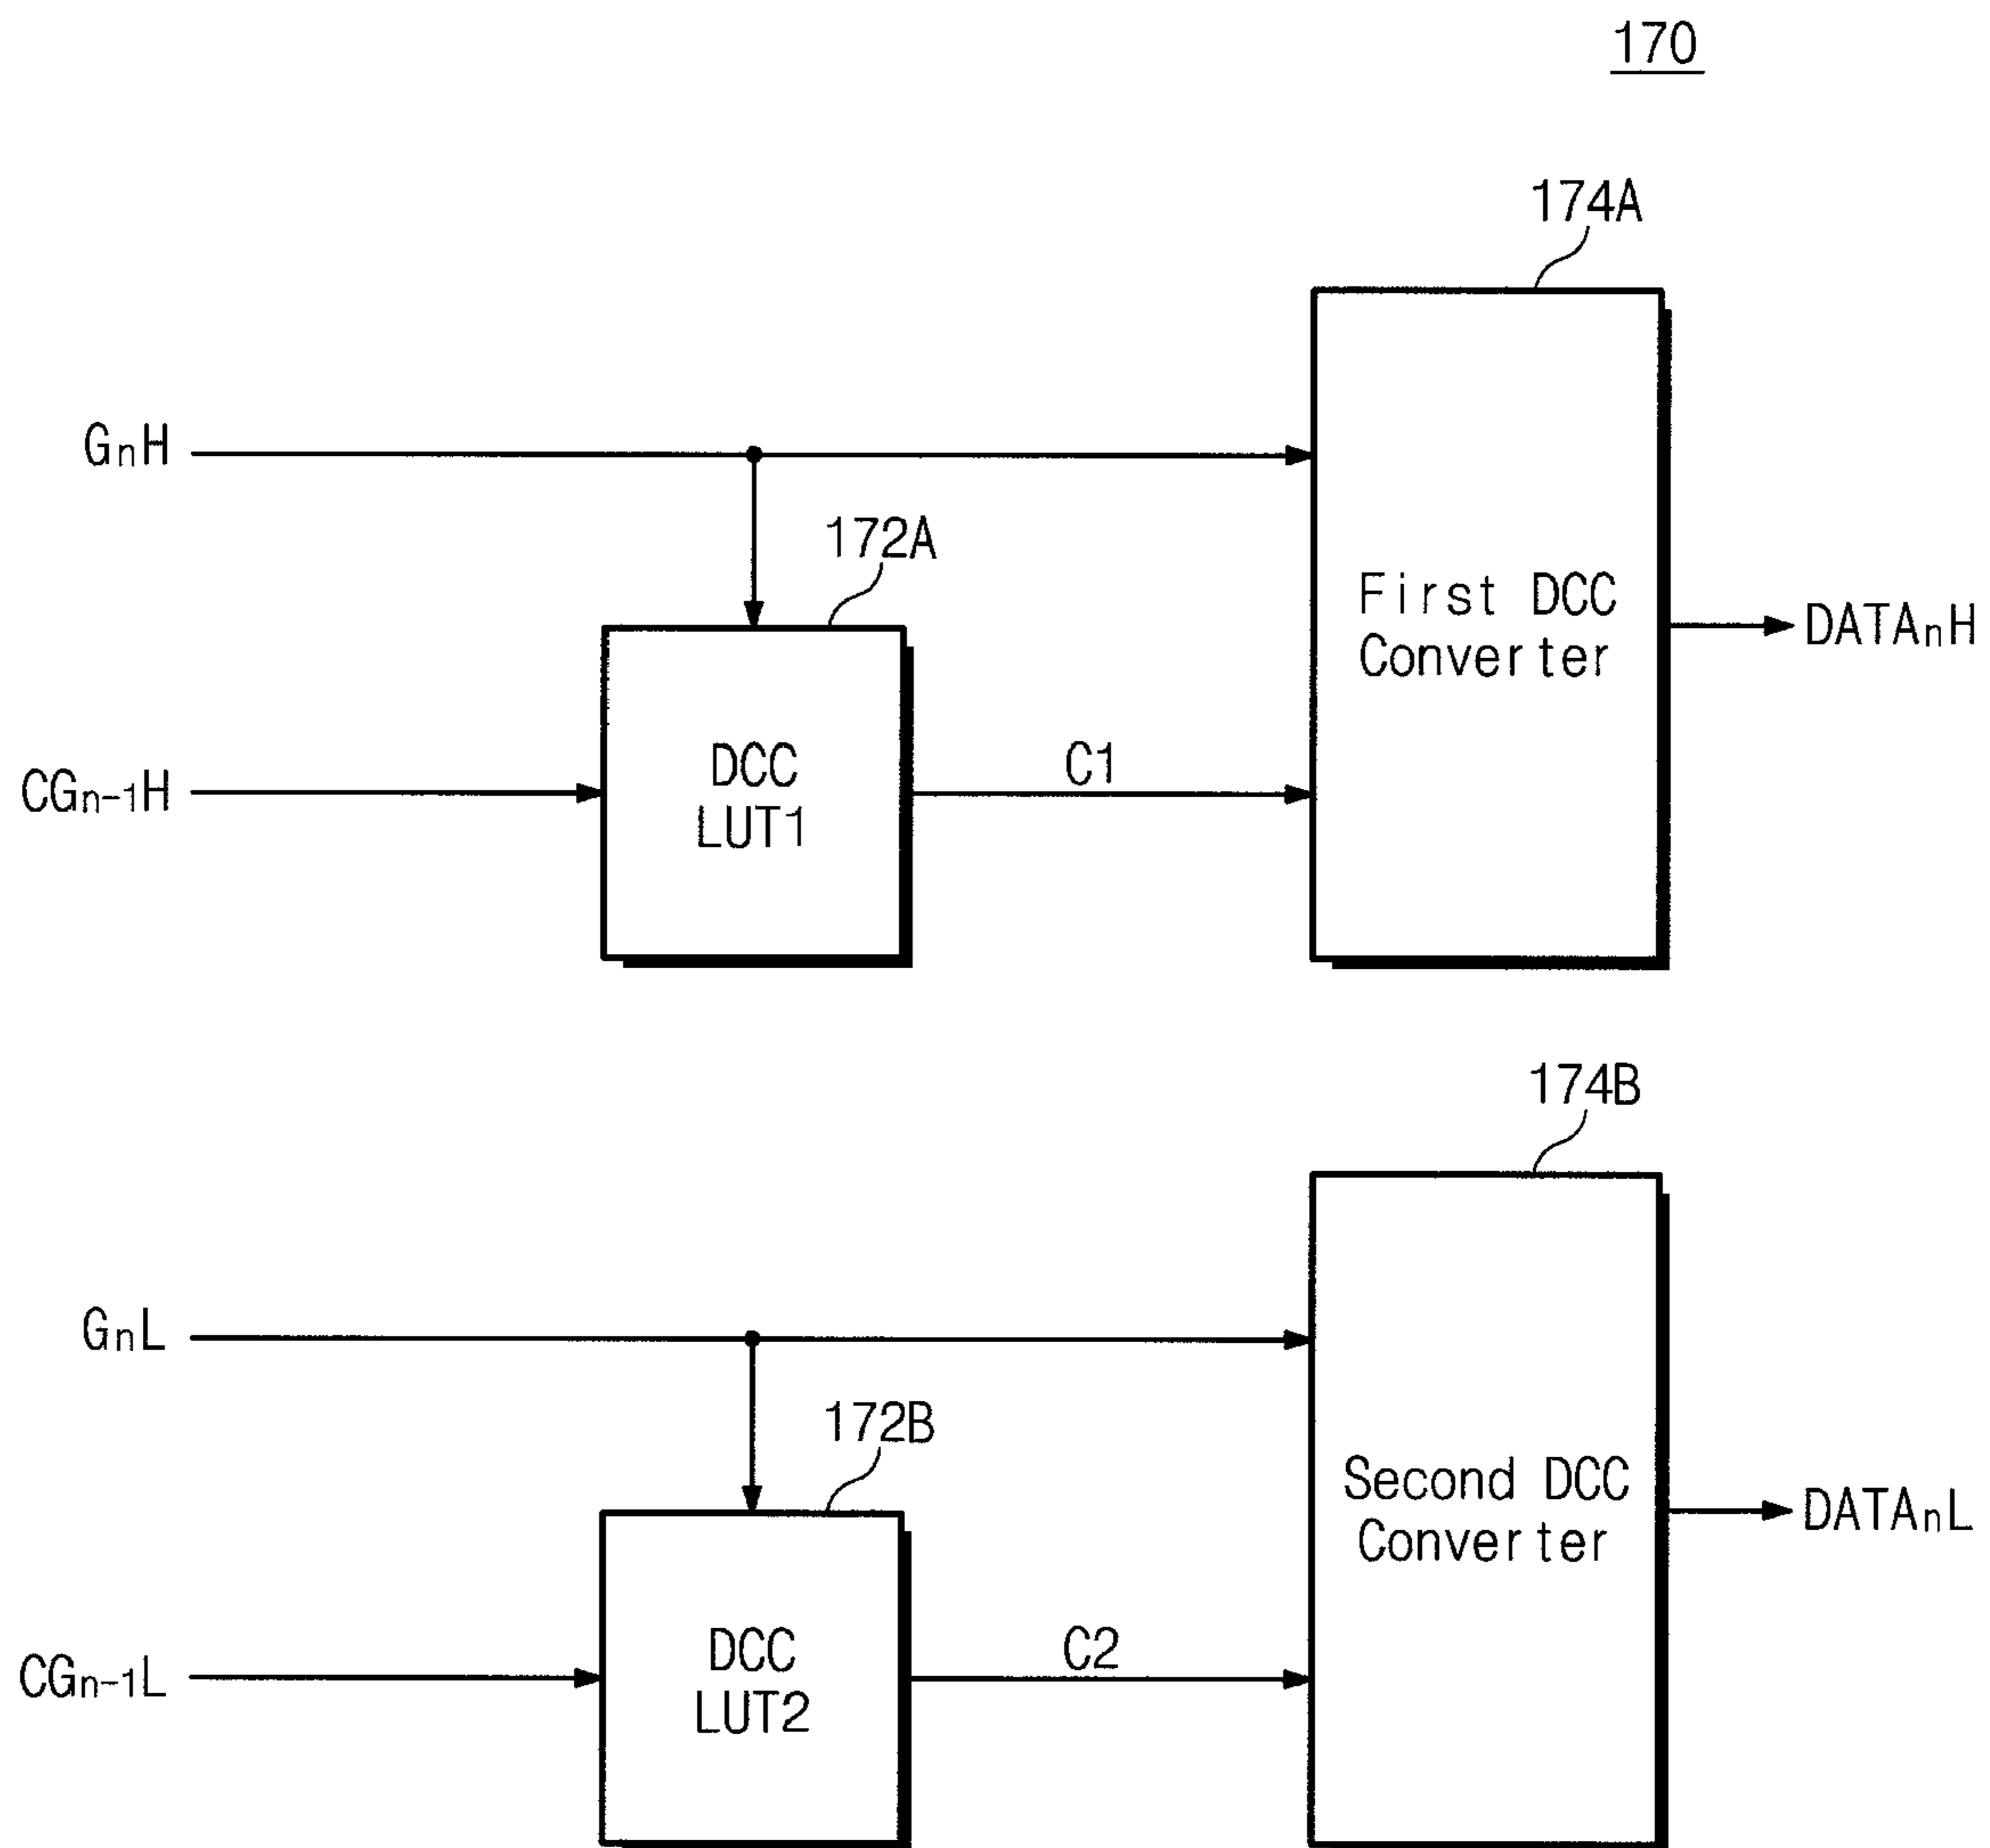 170
174A
GnH
172A
First DCC
Converter
DATAnH
CGn-1H
DCC
LUT1
C1
174B
GnL
172B
Second DCC
Converter
DATAnL
CGn-1L
DCC
LUT2
C2